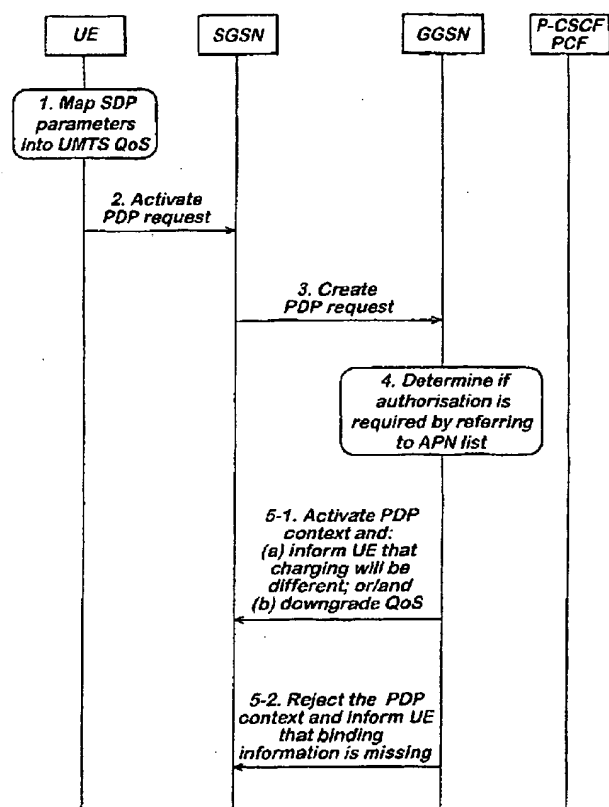 UE
SGSN
GGSN
P-CSCF/
PCF
1. Map SDP
parameters
into UMTS QoS
2. Activate
PDP request
3. Create
PDP request
4. Determine if
authorisation is
required by referring
to APN list
5-1. Activate PDP
context and:
(a) inform UE that
charging will be
different; or/and
(b) downgrade QoS
5-2. Reject the PDP
context and inform UE
that binding
information is missing